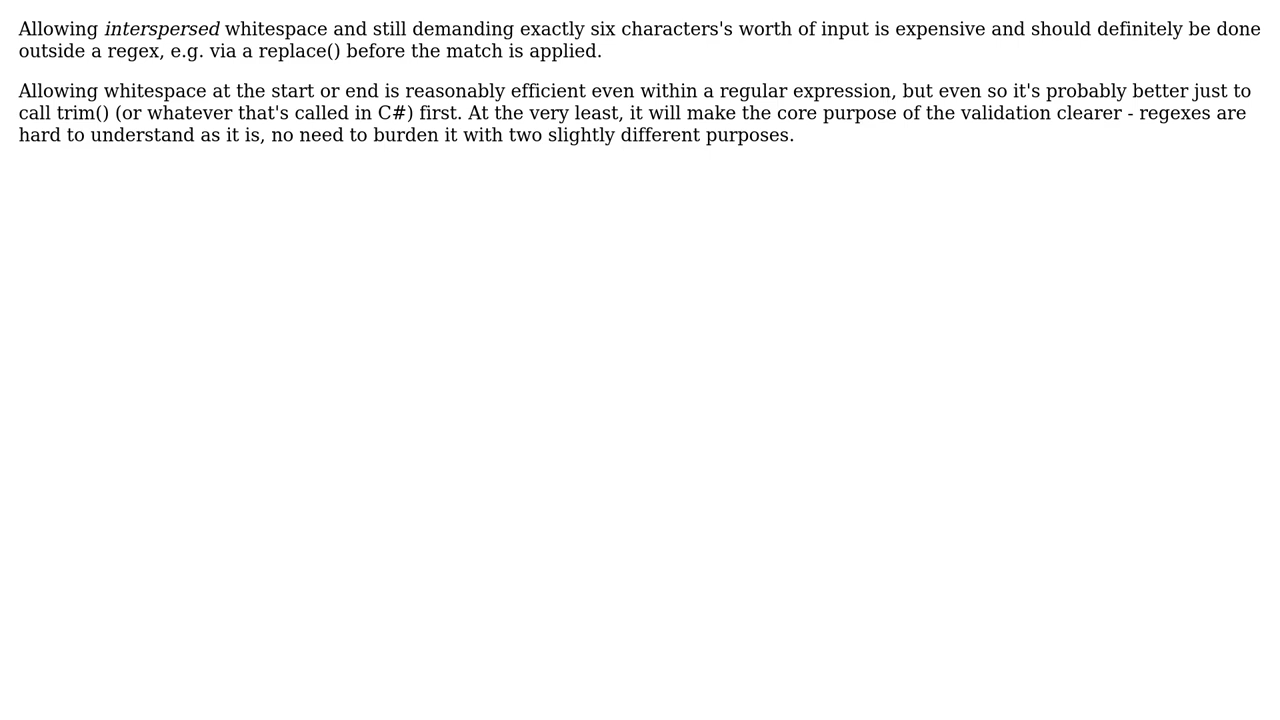 Allowing interspersed whitespace and still demanding exactly six characters's worth of input is expensive and should definitely be done
outside a regex, e.g. via a replace() before the match is applied.
Allowing whitespace at the start or end is reasonably efficient even within a regular expression, but even so it's probably better just to
call trim() (or whatever that's called in C#) first. At the very least, it will make the core purpose of the validation clearer - regexes are
hard to understand as it is, no need to burden it with two slightly different purposes.